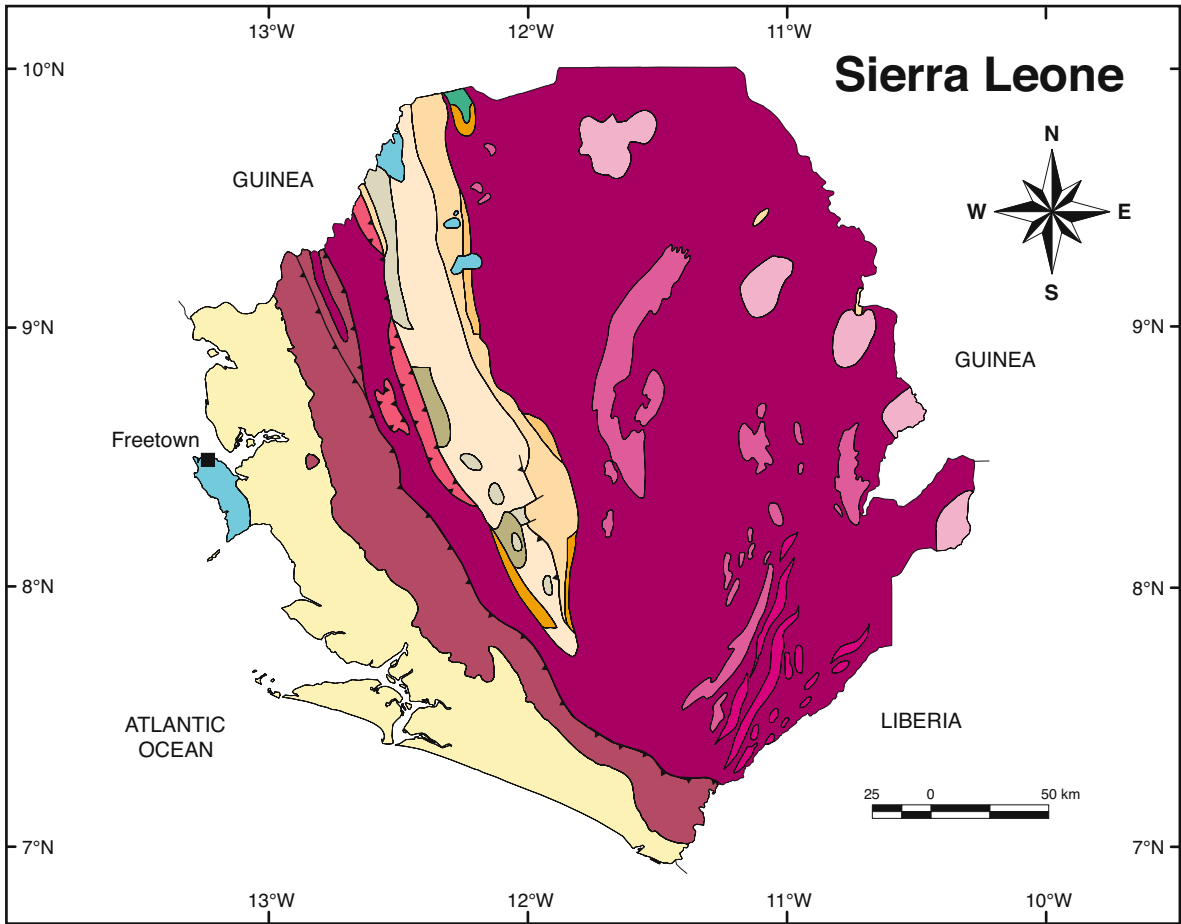 13°W 12°W 11°W
10°N
Sierra Leone
N
GUINEA
W E
S
9°N 9°N
GUINEA
Freetown
8°N 8°N
ATLANTIC
OCEAN
LIBERIA
25 0 50 km
7°N 7°N
13°W 12°W 11°W 10°W